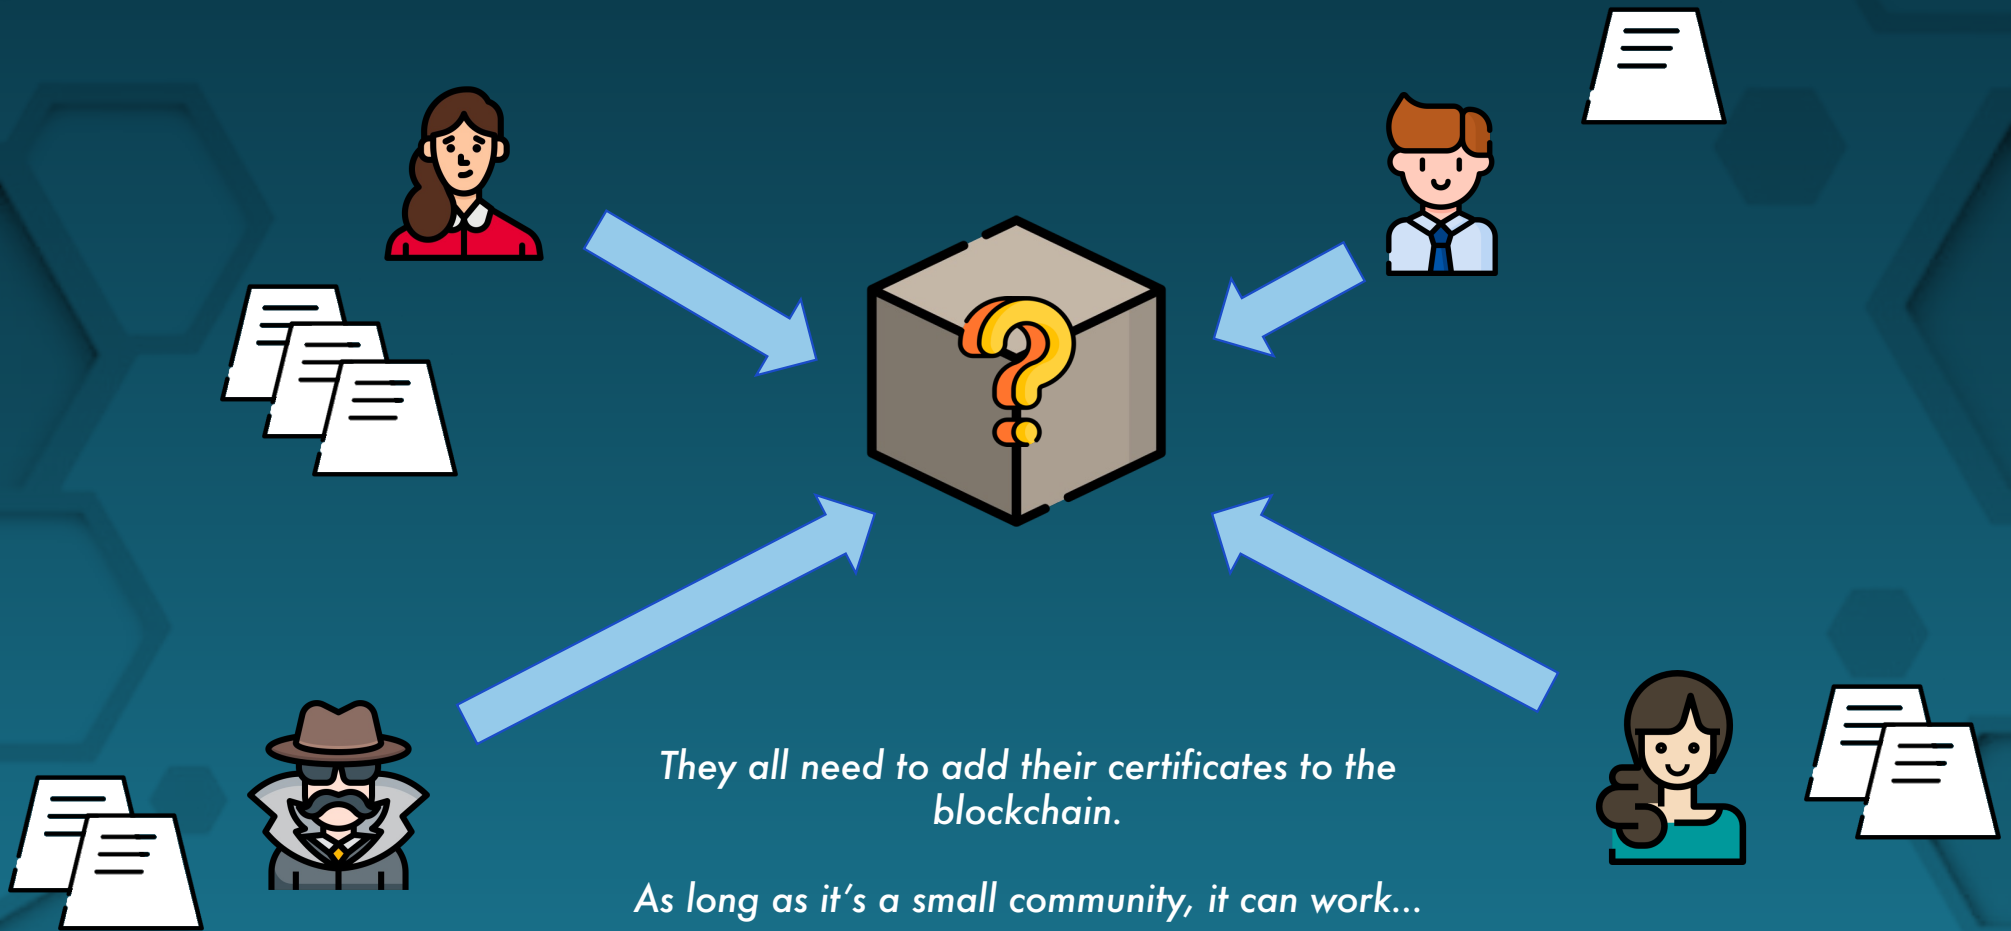 They all need to add their certificates to the
blockchain.
As long as it's a small community, it can work...